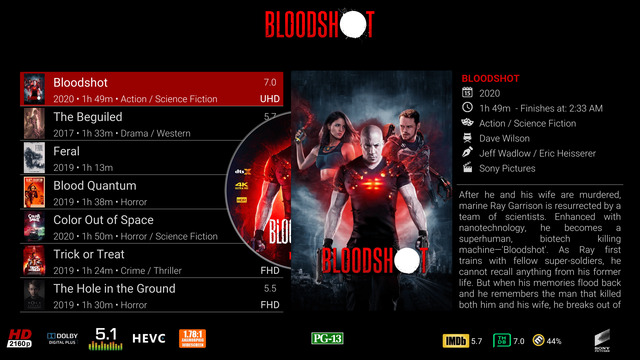 BLOODSHOT
Bloodshot 7.0
2020 • 1h 49m • Action / Science Fiction UHD
The Beguiled 5.7
2017 • 1h 33m • Drama / Western
Feral
2019 • 1h 13m
Blood Quantum
2019 • 1h 38m • Horror
Color Out of Space
2020 • 1h 50m • Horror / Science Fiction
Trick or Treat
2019 • 1h 24m • Crime / Thriller FHD
The Hole in the Ground 5.5
2019 • 1h 30m • Horror FHD
dtsX
4K
BLOODSHOT
BLOODSHOT
15
2020
1h 49m - Finishes at: 2:33 AM
Action / Science Fiction
Dave Wilson
Jeff Wadlow / Eric Heisserer
Sony Pictures
After he and his wife are murdered,
marine Ray Garrison is resurrected by a
team of scientists. Enhanced with
nanotechnology, he becomes a
superhuman, biotech killing
machine—'Bloodshot'. As Ray first
trains with fellow super-soldiers, he
cannot recall anything from his former
life. But when his memories flood back
and he remembers the man that killed
both him and his wife, he breaks out of
HD
2160p
DOLBY
DIGITAL PLUS
5.1
HEVC
1.78:1
PG-13
IMDb 5.7
7.0
44%
SONY